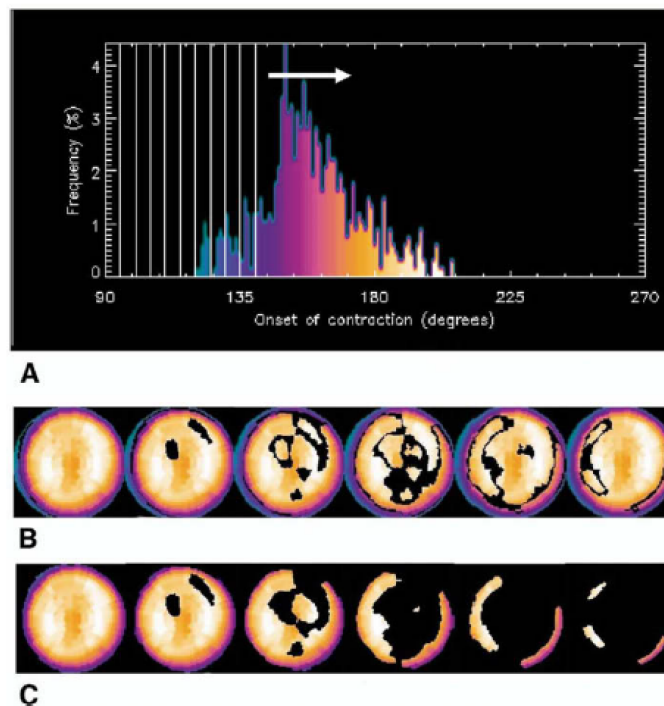 4
3
2
1
0
Frequency (%)
90 135 180 225 270
Onset of contraction (degrees)
A
B
C